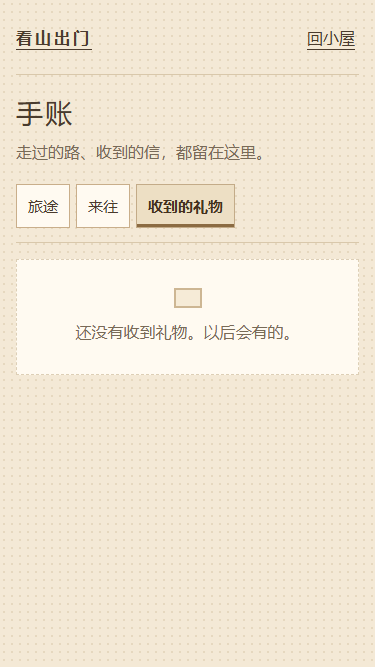 看山出门
回小屋
手账
走过的路、收到的信，都留在这里。
旅途
来往
收到的礼物
还没有收到礼物。以后会有的。